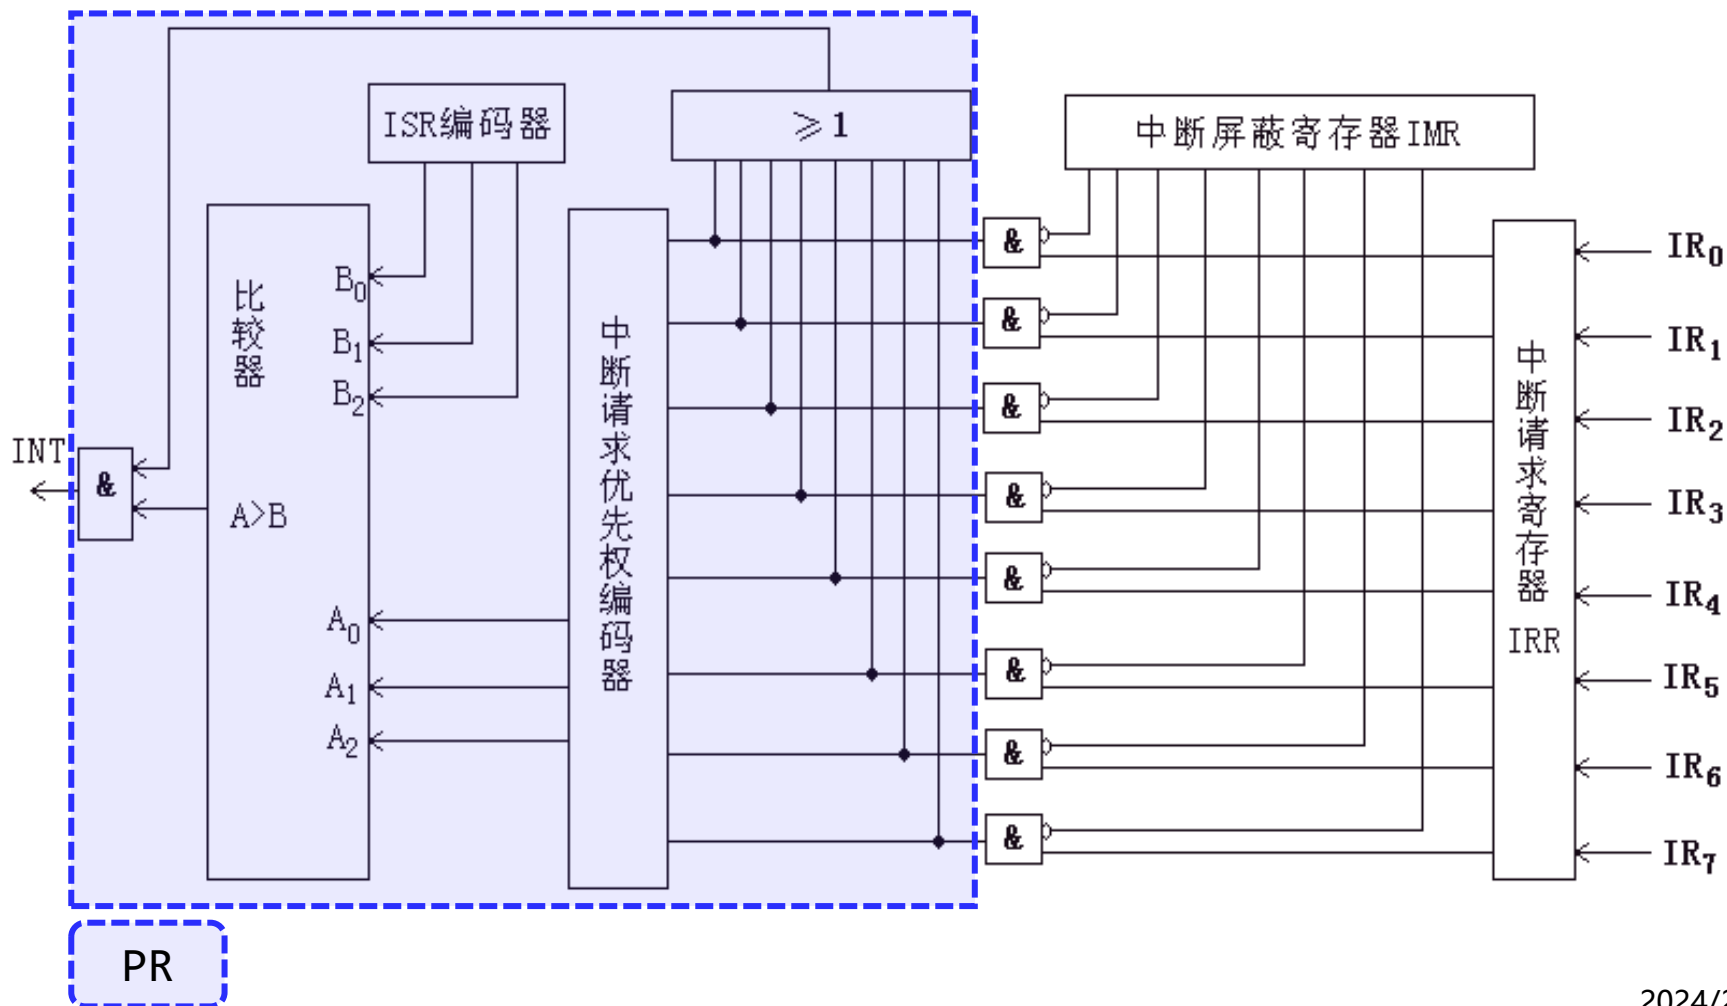 ISR编码器
≥1
中断屏蔽寄存器IMR
比较器
B0
B1
B2
A>B
A0
A1
A2
INT
&
中断请求优先权编码器
&
&
&
&
&
&
&
&
中断请求寄存器
IRR
IR0
IR1
IR2
IR3
IR4
IR5
IR6
IR7
PR